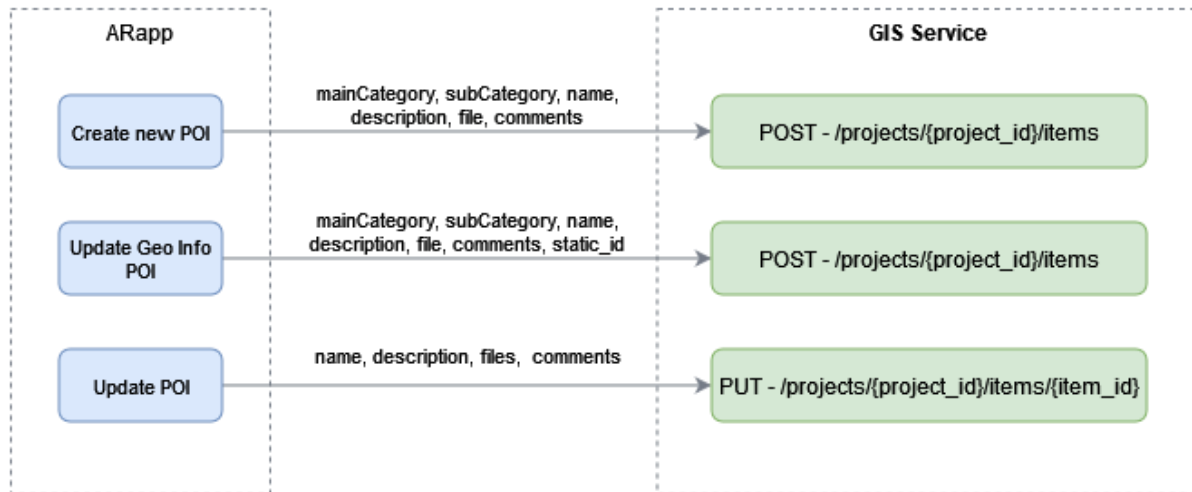 ARapp
GIS Service
Create new POI
mainCategory, subCategory, name,
description, file, comments
POST - /projects/{project_id}/items
Update Geo Info
POI
mainCategory, subCategory, name,
description, file, comments, static_id
POST - /projects/{project_id}/items
Update POI
name, description, files, comments
PUT - /projects/{project_id}/items/{item_id}